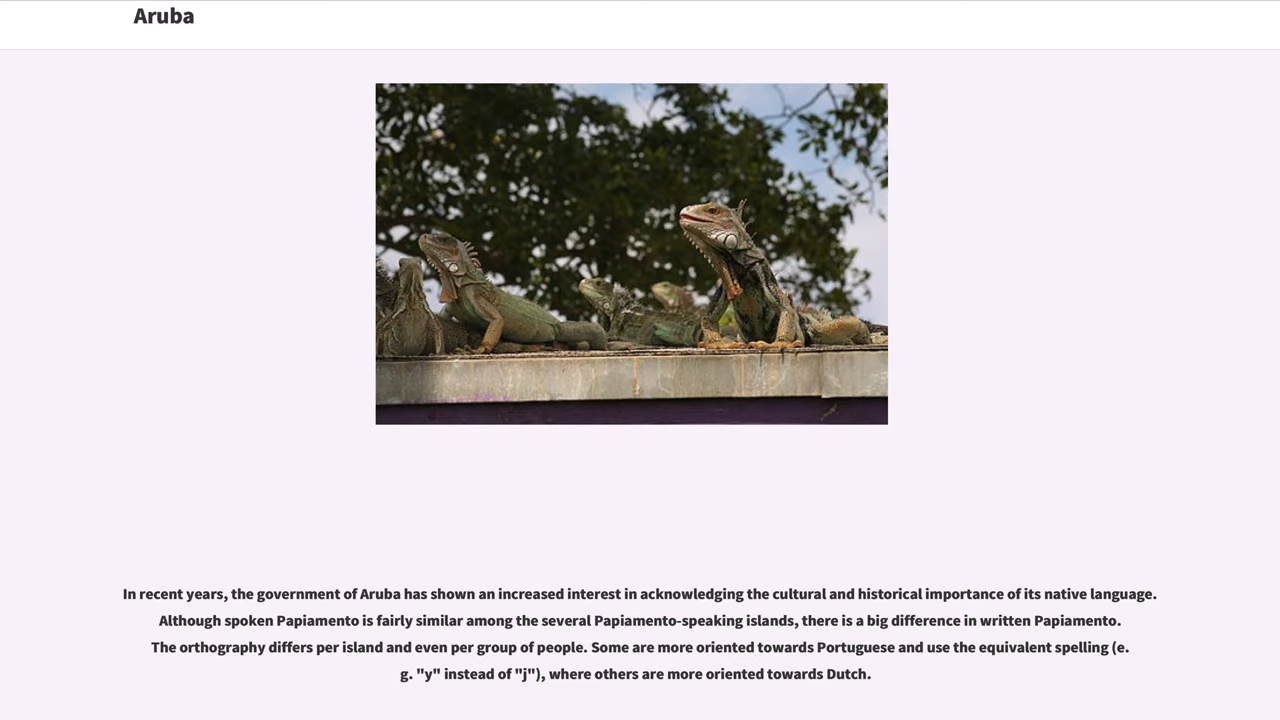 Aruba
In recent years, the government of Aruba has shown an increased interest in acknowledging the cultural and historical importance of its native language.
Although spoken Papiamento is fairly similar among the several Papiamento-speaking islands, there is a big difference in written Papiamento.
The orthography differs per island and even per group of people. Some are more oriented towards Portuguese and use the equivalent spelling (e.
g. "y" instead of "j"), where others are more oriented towards Dutch.